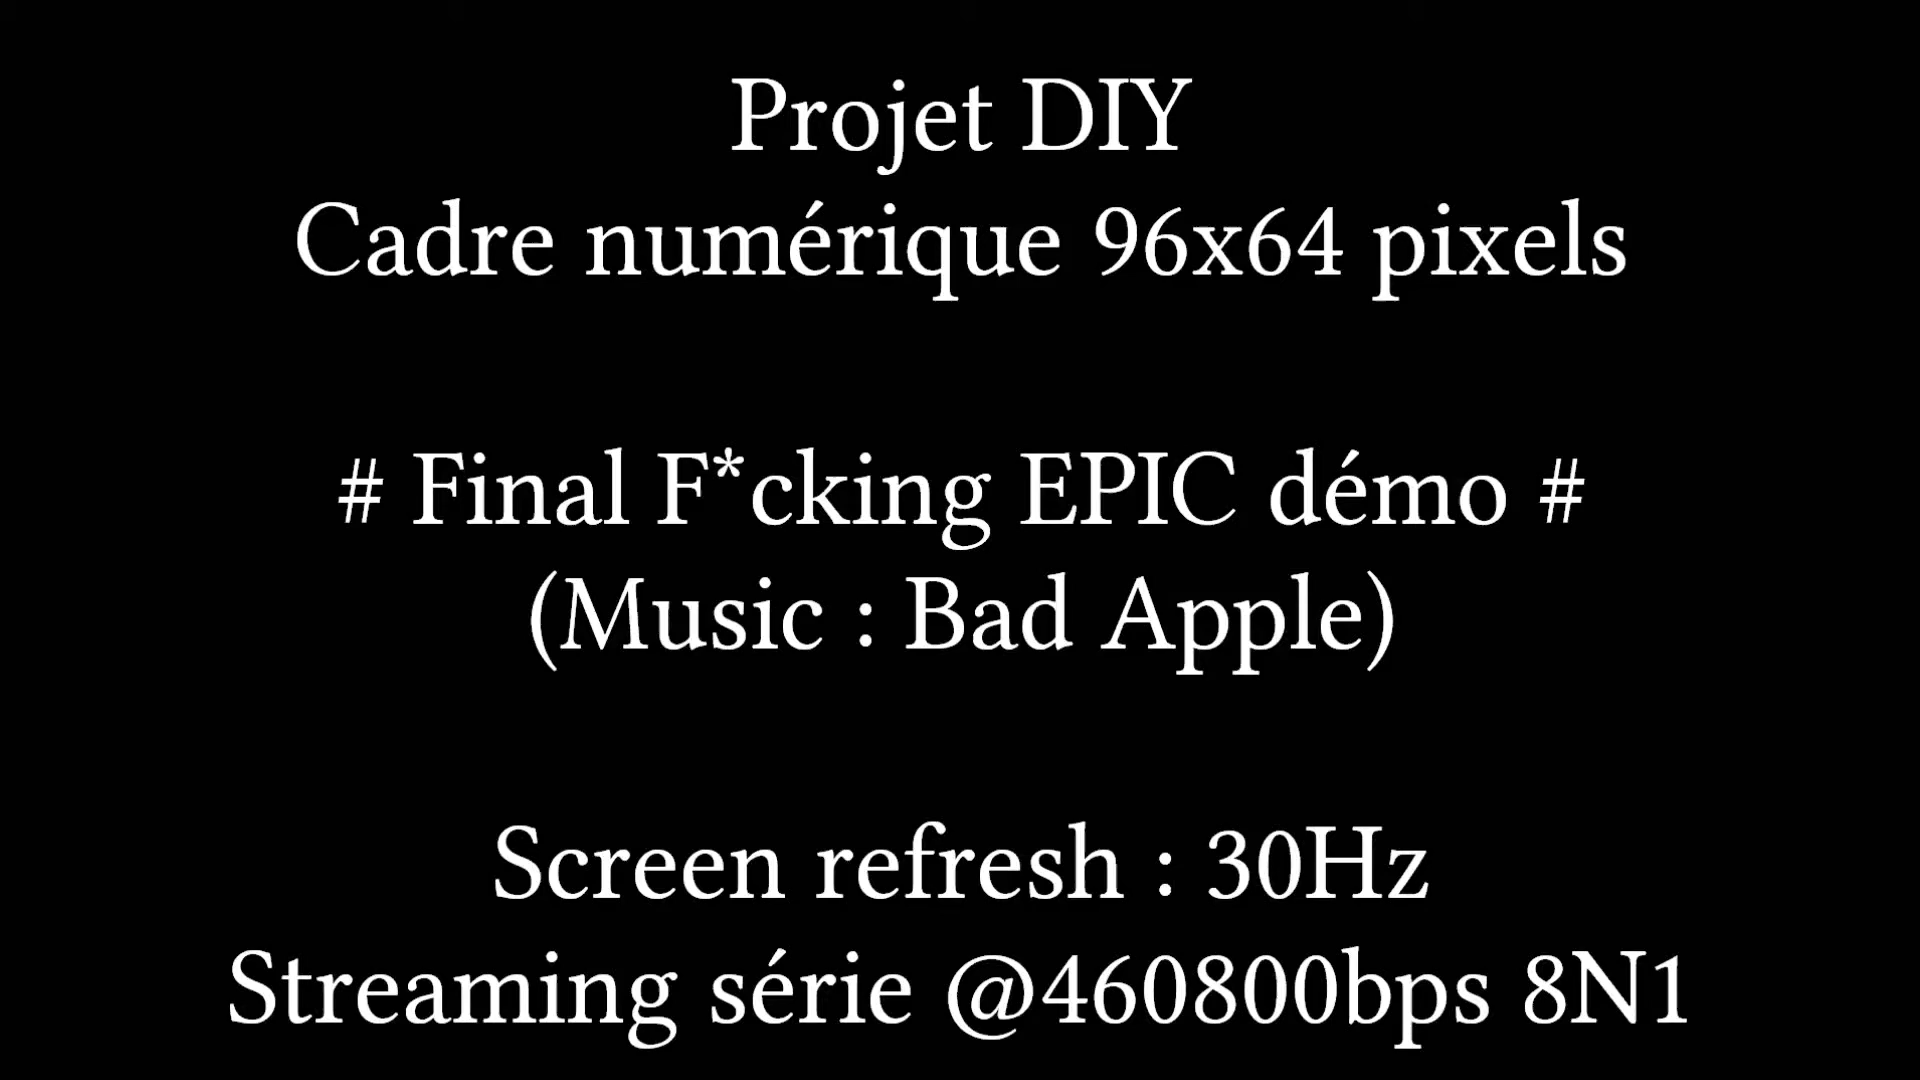 Projet DIY
Cadre numérique 96x64 pixels
# Final F*cking EPIC démo #
(Music : Bad Apple)
Screen refresh : 30Hz
Streaming série @460800bps 8N1